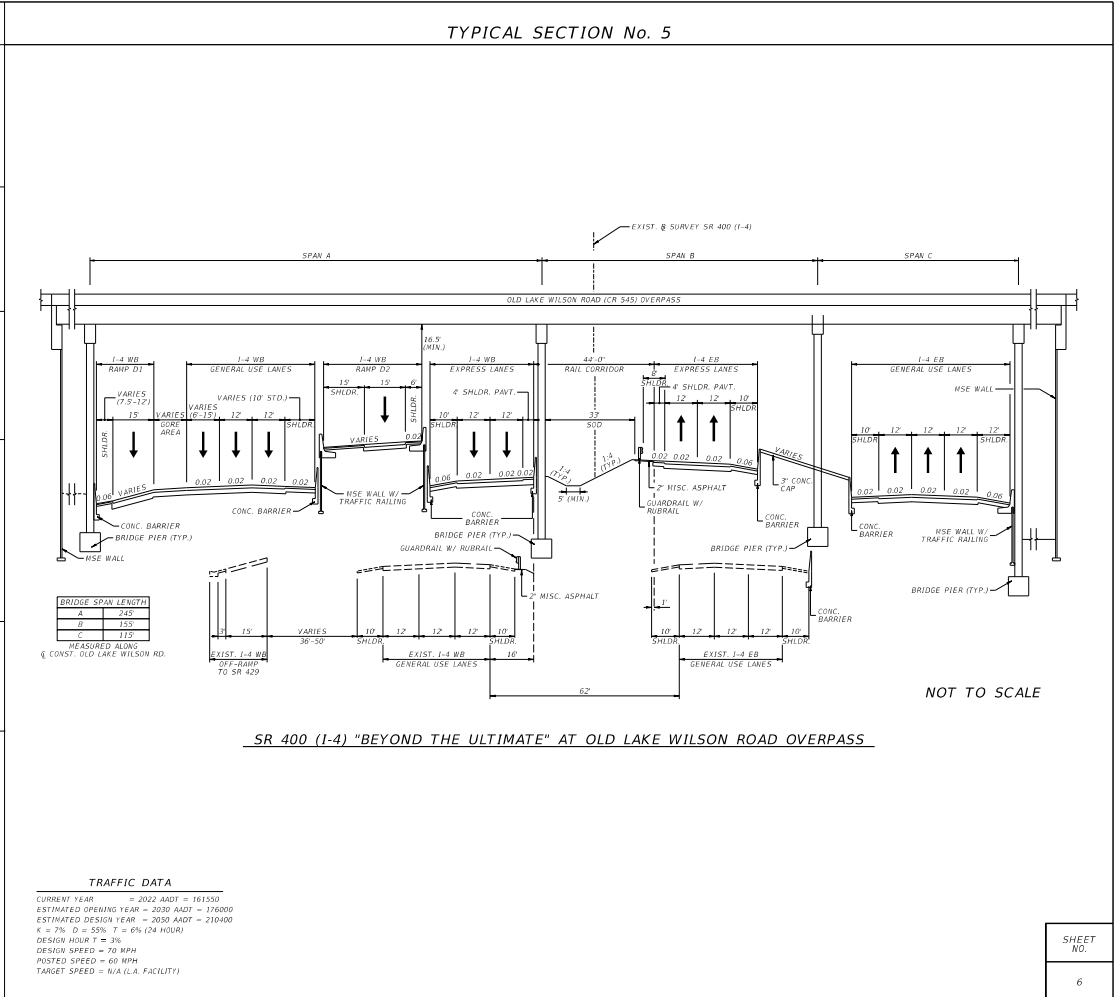 TYPICAL SECTION No. 5
EXIST. ℄ SURVEY SR 400 (I-4)
SPAN A
SPAN B
SPAN C
OLD LAKE WILSON ROAD (CR 545) OVERPASS
16.5'
(MIN.)
I-4 WB
RAMP D1
I-4 WB
GENERAL USE LANES
I-4 WB
RAMP D2
I-4 WB
EXPRESS LANES
44'-0"
RAIL CORRIDOR
I-4 EB
EXPRESS LANES
I-4 EB
GENERAL USE LANES
VARIES
(7.5'-12')
15'
VARIES
GORE
AREA
VARIES
(6'-15')
12'
12'
VARIES (10' STD.)
SHLDR.
SHLDR.
15'
SHLDR.
15'
6'
SHLDR.
4' SHLDR. PAVT.
10'
SHLDR.
12'
12'
33'
SOD
8'
SHLDR.
4' SHLDR. PAVT.
12'
12'
10'
SHLDR.
MSE WALL
10'
SHLDR.
12'
12'
12'
12'
10'
SHLDR.
0.06
VARIES
0.02
0.02
0.02
0.02
VARIES
0.02
0.06
0.02
0.02
0.02
1:4
(TYP.)
1:4
(TYP.)
5' (MIN.)
0.02
0.02
0.02
0.06
VARIES
0.02
0.02
0.02
0.02
0.06
CONC. BARRIER
BRIDGE PIER (TYP.)
MSE WALL
CONC. BARRIER
MSE WALL W/
TRAFFIC RAILING
CONC.
BARRIER
BRIDGE PIER (TYP.)
GUARDRAIL W/ RUBRAIL
2" MISC. ASPHALT
2" MISC. ASPHALT
GUARDRAIL W/
RUBRAIL
3" CONC.
CAP
CONC.
BARRIER
BRIDGE PIER (TYP.)
CONC.
BARRIER
MSE WALL W/
TRAFFIC RAILING
BRIDGE PIER (TYP.)
CONC.
BARRIER
BRIDGE SPAN LENGTH
A 245'
B 155'
C 115'
MEASURED ALONG
℄ CONST. OLD LAKE WILSON RD.
3'
15'
VARIES
36'-50'
10'
SHLDR.
12'
12'
12'
10'
SHLDR.
1'
10'
SHLDR.
12'
12'
12'
10'
SHLDR.
EXIST. I-4 WB
OFF-RAMP
TO SR 429
EXIST. I-4 WB
GENERAL USE LANES
16'
EXIST. I-4 EB
GENERAL USE LANES
62'
NOT TO SCALE
SR 400 (I-4) "BEYOND THE ULTIMATE" AT OLD LAKE WILSON ROAD OVERPASS
TRAFFIC DATA
CURRENT YEAR = 2022 AADT = 161550
ESTIMATED OPENING YEAR = 2030 AADT = 176000
ESTIMATED DESIGN YEAR = 2050 AADT = 210400
K = 7% D = 55% T = 6% (24 HOUR)
DESIGN HOUR T = 3%
DESIGN SPEED = 70 MPH
POSTED SPEED = 60 MPH
TARGET SPEED = N/A (L.A. FACILITY)
SHEET
NO.
6